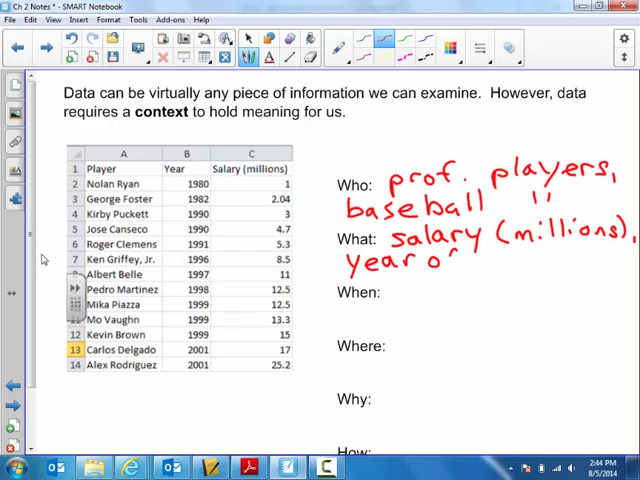 Ch 2 Notes * - SMART Notebook
File Edit View Insert Format Tools Add-ons Help
Data can be virtually any piece of information we can examine. However, data
requires a context to hold meaning for us.
A B C
1 Player Year Salary (millions)
2 Nolan Ryan 1980 1
3 George Foster 1982 2.04
4 Kirby Puckett 1990 3
5 Jose Canseco 1990 4.7
6 Roger Clemens 1991 5.3
7 Ken Griffey, Jr. 1996 8.5
8 Albert Belle 1997 11
Pedro Martinez 1998 12.5
Mika Piazza 1999 12.5
11 Mo Vaughn 1999 13.3
12 Kevin Brown 1999 15
13 Carlos Delgado 2001 17
14 Alex Rodriguez 2001 25.2
Who: prof. players,
baseball "
What: salary (millions),
year o
When:
Where:
Why:
How:
2:44 PM
8/5/2014